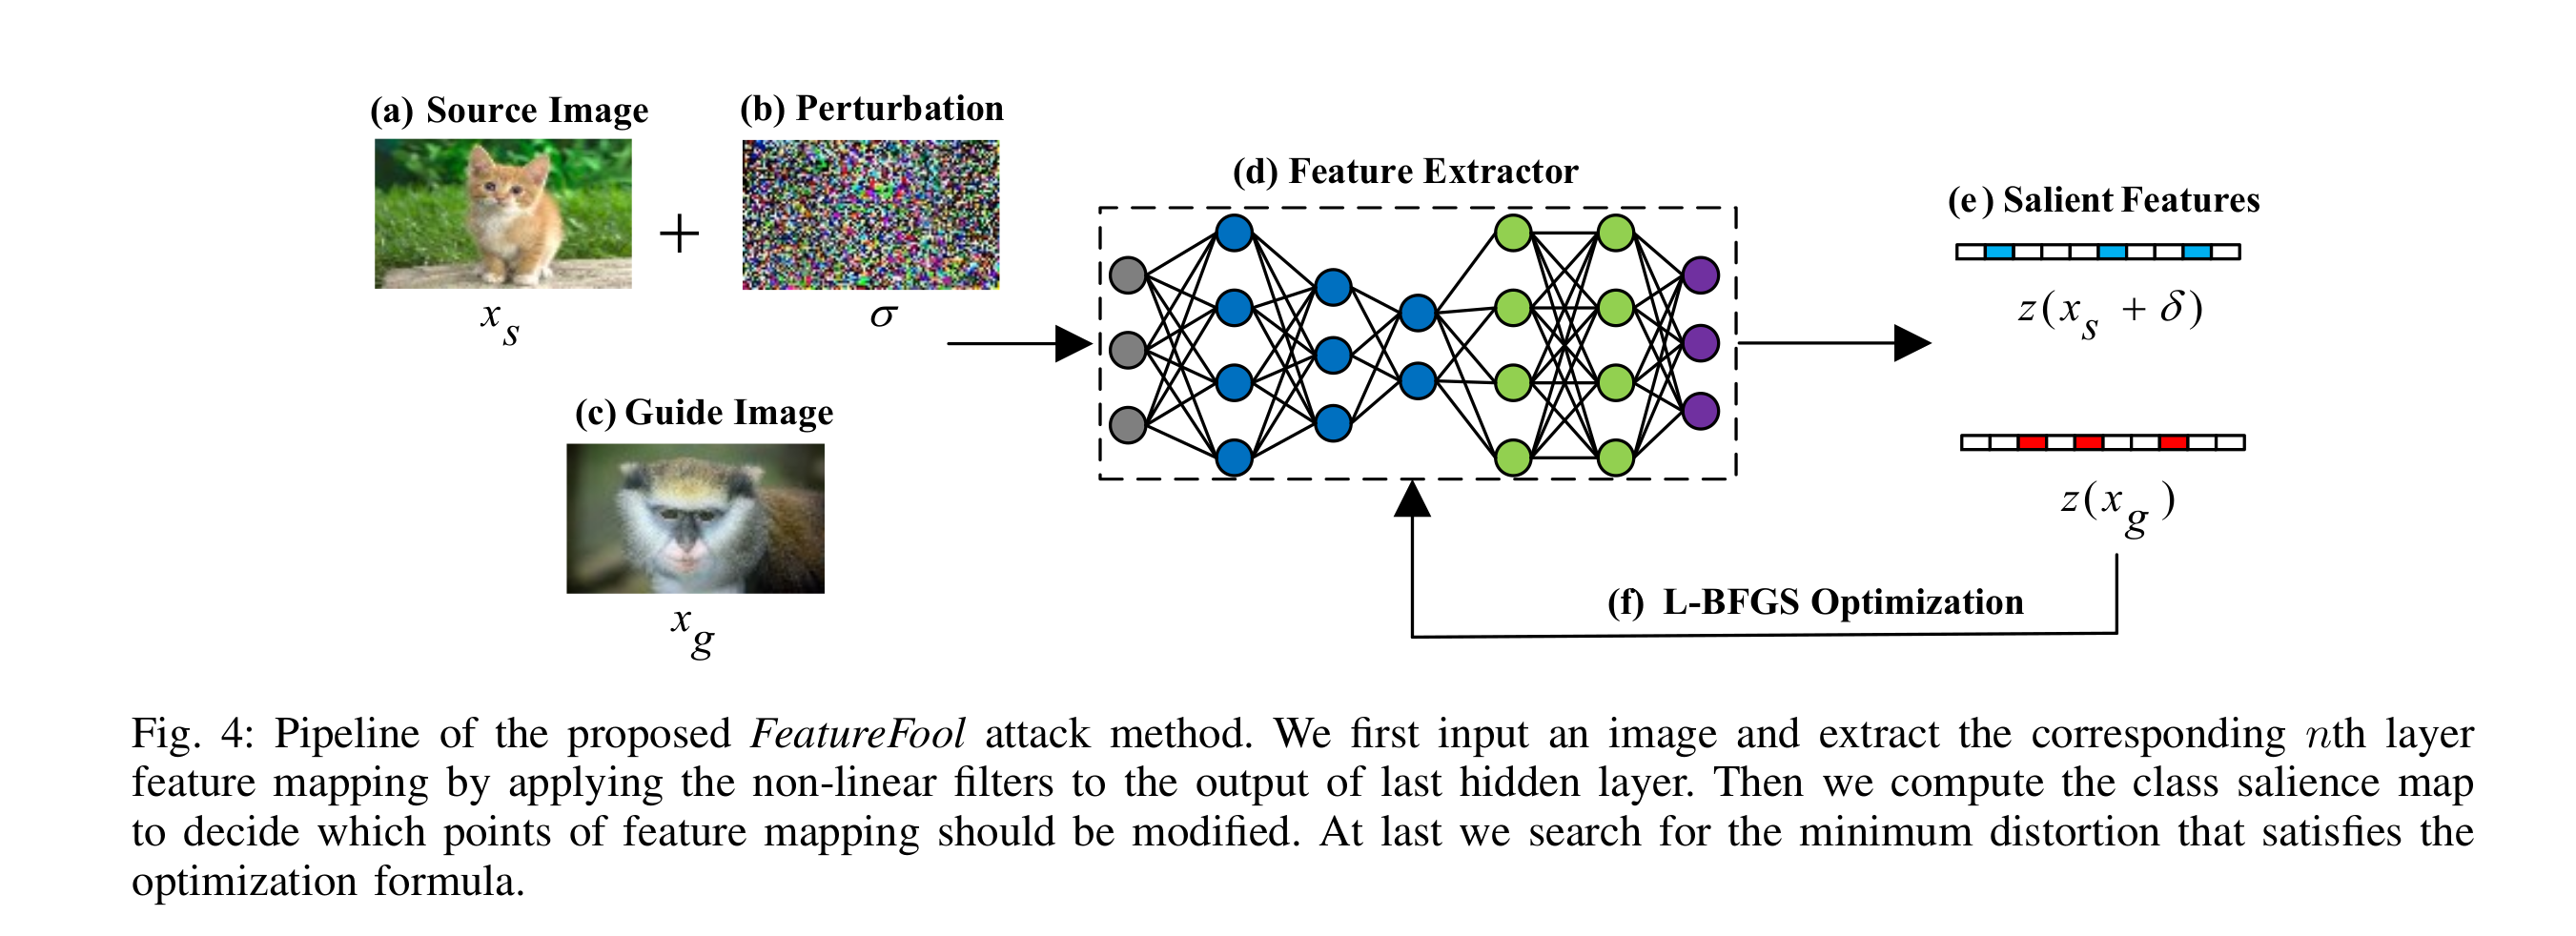 (a) Source Image
(b) Perturbation
(d) Feature Extractor
(e ) Salient Features
x_s
+
σ
z(x_s + δ)
(c) Guide Image
x_g
z(x_g )
(f) L-BFGS Optimization
Fig. 4: Pipeline of the proposed FeatureFool attack method. We first input an image and extract the corresponding nth layer
feature mapping by applying the non-linear filters to the output of last hidden layer. Then we compute the class salience map
to decide which points of feature mapping should be modified. At last we search for the minimum distortion that satisfies the
optimization formula.